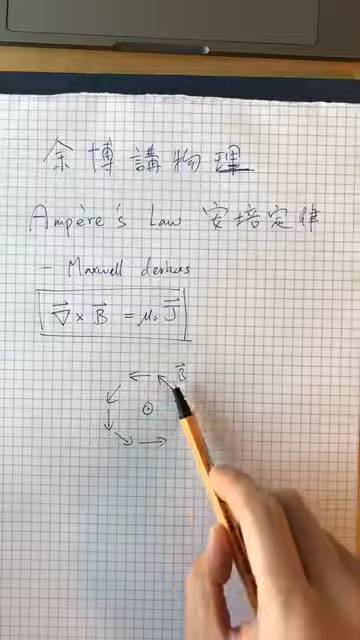 余博講物理
Ampère's Law 安培定律
- Maxwell derives
∇⃗ × B⃗ = μ₀ J⃗
B⃗